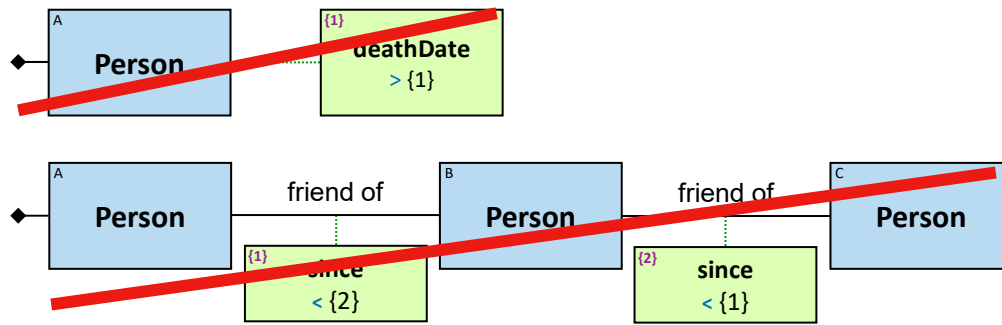 A
Person
{1}
deathDate
> {1}
A
Person
friend of
B
Person
friend of
C
Person
{1}
since
< {2}
{2}
since
< {1}